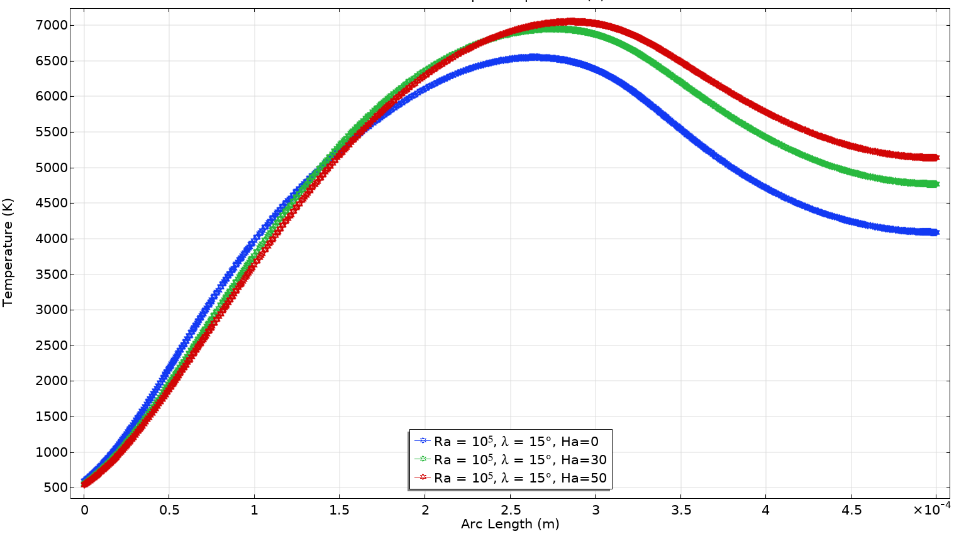 7000
6500
6000
5500
5000
4500
4000
3500
3000
2500
2000
1500
1000
500
Temperature (K)
Ra = 10⁵, λ = 15°, Ha=0
Ra = 10⁵, λ = 15°, Ha=30
Ra = 10⁵, λ = 15°, Ha=50
0 0.5 1 1.5 2 2.5 3 3.5 4 4.5 ×10⁻⁴
Arc Length (m)